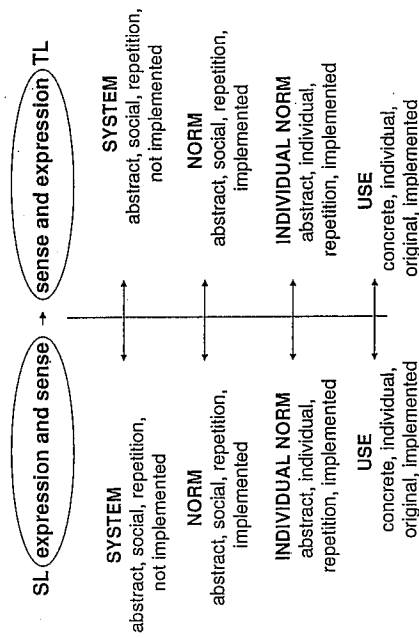 SL expression and sense → sense and expression TL
SYSTEM
abstract, social, repetition,
not implemented
SYSTEM
abstract, social, repetition,
not implemented
NORM
abstract, social, repetition,
implemented
NORM
abstract, social, repetition,
implemented
INDIVIDUAL NORM
abstract, individual,
repetition, implemented
INDIVIDUAL NORM
abstract, individual,
repetition, implemented
USE
concrete, individual,
original, implemented
USE
concrete, individual,
original, implemented